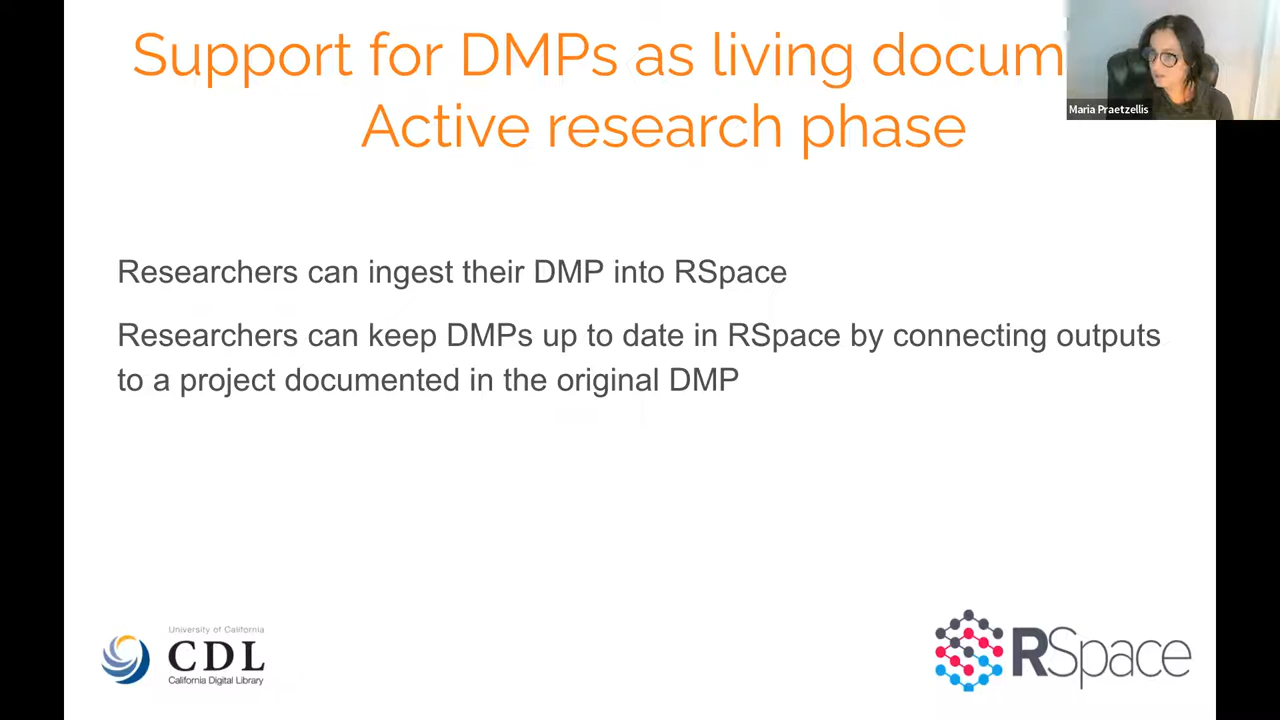 Support for DMPs as living docum
Active research phase
Maria Praetzellis
Researchers can ingest their DMP into RSpace
Researchers can keep DMPs up to date in RSpace by connecting outputs
to a project documented in the original DMP
University of California
CDL
California Digital Library
RSpace